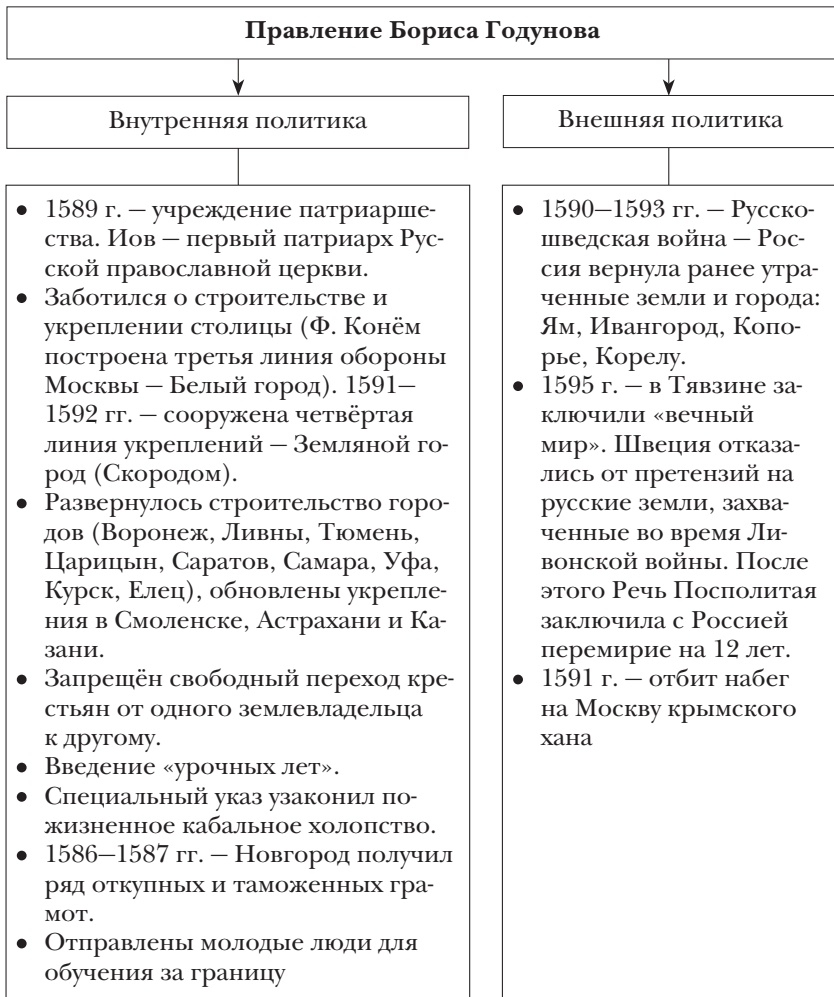 Правление Бориса Годунова
Внутренняя политика
• 1589 г. – учреждение патриарше-
ства. Иов – первый патриарх Рус-
ской православной церкви.
• Заботился о строительстве и
укреплении столицы (Ф. Конём
построена третья линия обороны
Москвы – Белый город). 1591–
1592 гг. – сооружена четвёртая
линия укреплений – Земляной го-
род (Скородом).
• Развернулось строительство горо-
дов (Воронеж, Ливны, Тюмень,
Царицын, Саратов, Самара, Уфа,
Курск, Елец), обновлены укрепле-
ния в Смоленске, Астрахани и Ка-
зани.
• Запрещён свободный переход кре-
стьян от одного землевладельца
к другому.
• Введение «урочных лет».
• Специальный указ узаконил по-
жизненное кабальное холопство.
• 1586–1587 гг. – Новгород получил
ряд откупных и таможенных гра-
мот.
• Отправлены молодые люди для
обучения за границу
Внешняя политика
• 1590–1593 гг. – Русско-
шведская война – Рос-
сия вернула ранее утра-
ченные земли и города:
Ям, Ивангород, Копо-
рье, Корелу.
• 1595 г. – в Тявзине за-
ключили «вечный
мир». Швеция отказа-
лись от претензий на
русские земли, захва-
ченные во время Ли-
вонской войны. После
этого Речь Посполитая
заключила с Россией
перемирие на 12 лет.
• 1591 г. – отбит набег
на Москву крымского
хана